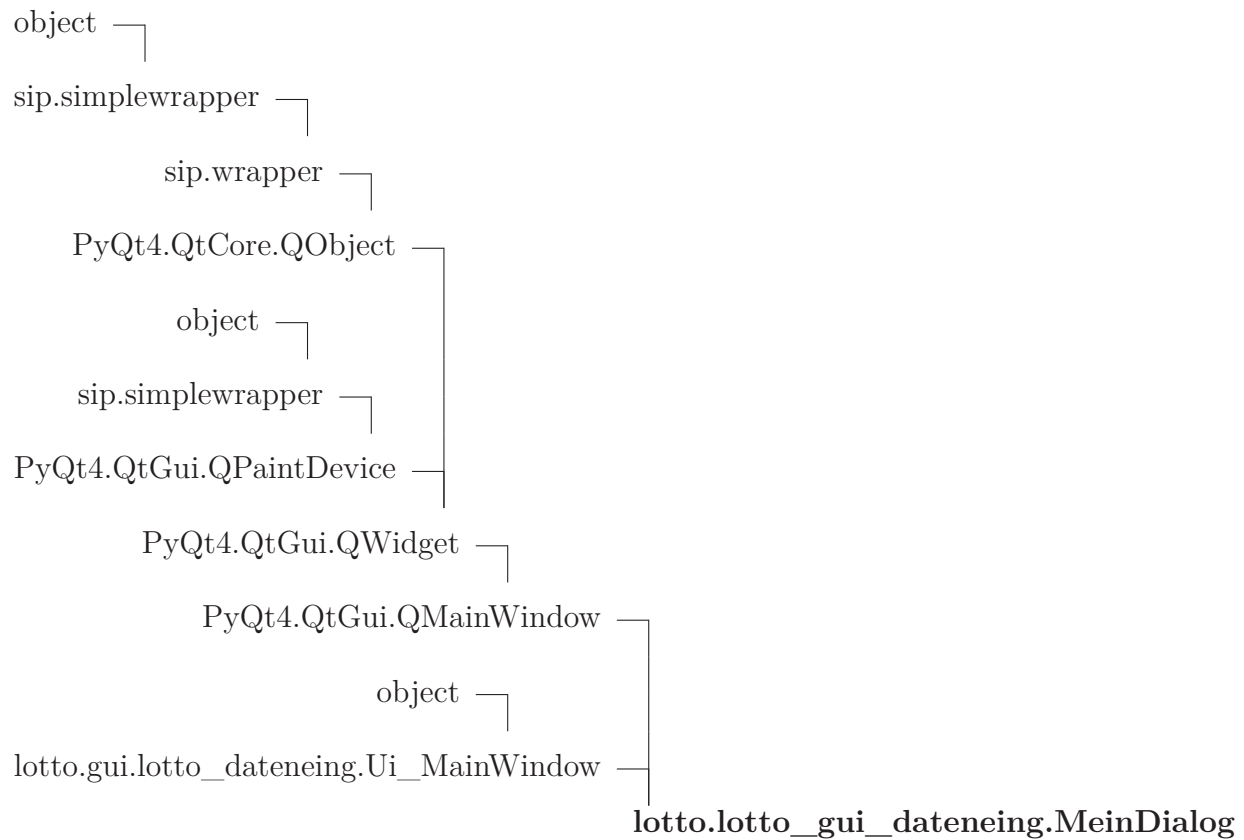 object
sip.simplewrapper
sip.wrapper
PyQt4.QtCore.QObject
object
sip.simplewrapper
PyQt4.QtGui.QPaintDevice
PyQt4.QtGui.QWidget
PyQt4.QtGui.QMainWindow
object
lotto.gui.lotto_dateneing.Ui_MainWindow
lotto.lotto_gui_dateneing.MeinDialog